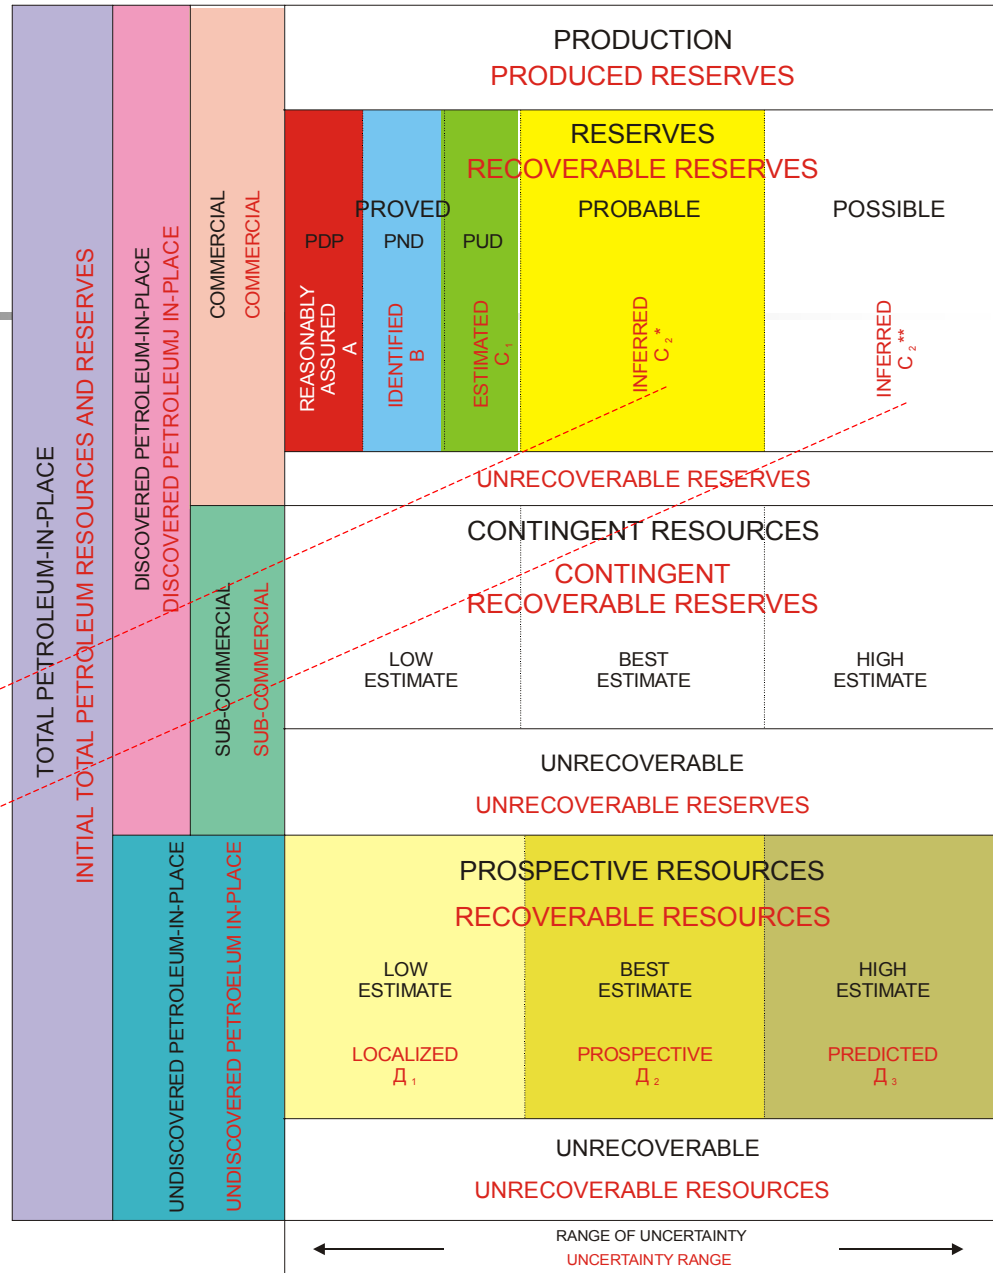 TOTAL PETROLEUM-IN-PLACE
INITIAL TOTAL PETROLEUM RESOURCES AND RESERVES
DISCOVERED PETROLEUM-IN-PLACE
DISCOVERED PETROLEUMJ IN-PLACE
COMMERCIAL
COMMERCIAL
PRODUCTION
PRODUCED RESERVES
RESERVES
RECOVERABLE RESERVES
PROVED
PROBABLE
POSSIBLE
PDP
PND
PUD
REASONABLY
ASSURED
A
IDENTIFIED
B
ESTIMATED
C₁
INFERRED
C₂*
INFERRED
C₂**
UNRECOVERABLE RESERVES
SUB-COMMERCIAL
SUB-COMMERCIAL
CONTINGENT RESOURCES
CONTINGENT
RECOVERABLE RESERVES
LOW
ESTIMATE
BEST
ESTIMATE
HIGH
ESTIMATE
UNRECOVERABLE
UNRECOVERABLE RESERVES
UNDISCOVERED PETROLEUM-IN-PLACE
UNDISCOVERED PETROELUM IN-PLACE
PROSPECTIVE RESOURCES
RECOVERABLE RESOURCES
LOW
ESTIMATE
BEST
ESTIMATE
HIGH
ESTIMATE
LOCALIZED
Д₁
PROSPECTIVE
Д₂
PREDICTED
Д₃
UNRECOVERABLE
UNRECOVERABLE RESOURCES
RANGE OF UNCERTAINTY
UNCERTAINTY RANGE